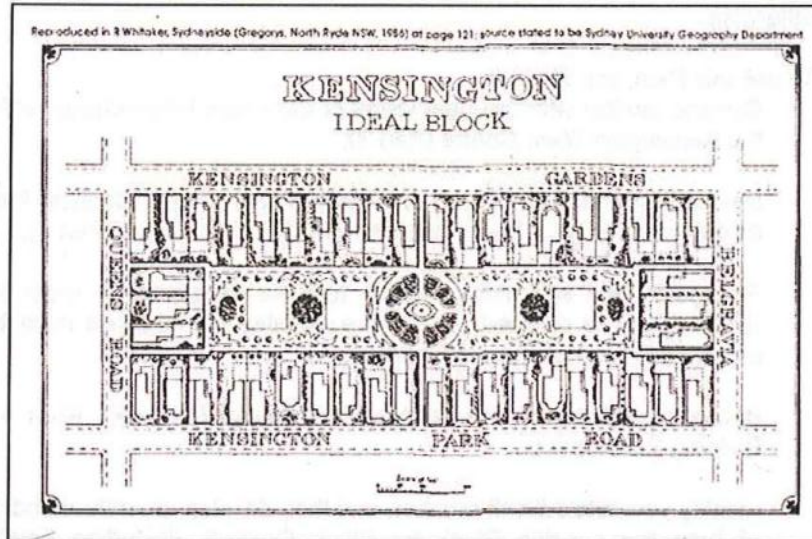 Reproduced in R Whitaker, Sydneyside (Gregorys, North Ryde NSW, 1986) at page 121; source stated to be Sydney University Geography Department
KENSINGTON
IDEAL BLOCK
KENSINGTON GARDENS
QUEENS ROAD
BELGRAVIA
KENSINGTON PARK ROAD